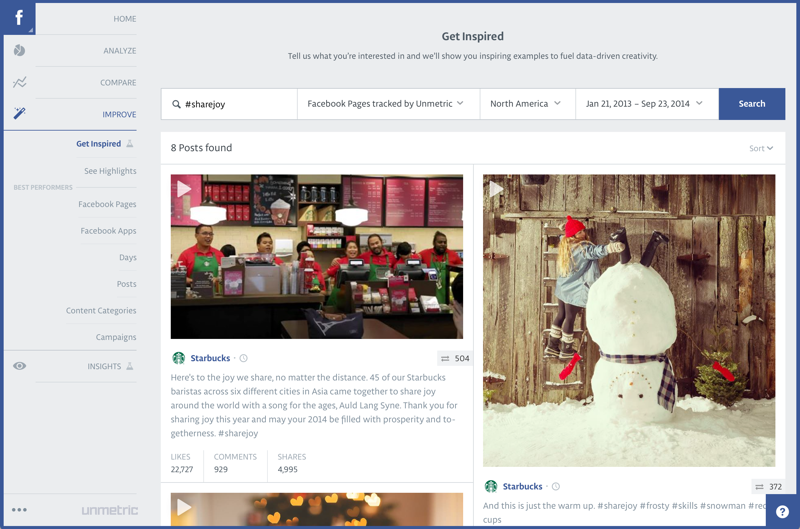 f
HOME
ANALYZE
COMPARE
IMPROVE
Get Inspired
See Highlights
BEST PERFORMERS
Facebook Pages
Facebook Apps
Days
Posts
Content Categories
Campaigns
INSIGHTS
unmetric
Get Inspired
Tell us what you're interested in and we'll show you inspiring examples to fuel data-driven creativity.
#sharejoy
Facebook Pages tracked by Unmetric
North America
Jan 21, 2013 – Sep 23, 2014
Search
8 Posts found
Sort
Starbucks
504
Here's to the joy we share, no matter the distance. 45 of our Starbucks
baristas across six different cities in Asia came together to share joy
around the world with a song for the ages, Auld Lang Syne. Thank you for
sharing joy this year and may your 2014 be filled with prosperity and to-
getherness. #sharejoy
LIKES
22,727
COMMENTS
929
SHARES
4,995
Starbucks
372
And this is just the warm up. #sharejoy #frosty #skills #snowman #red
cups
?